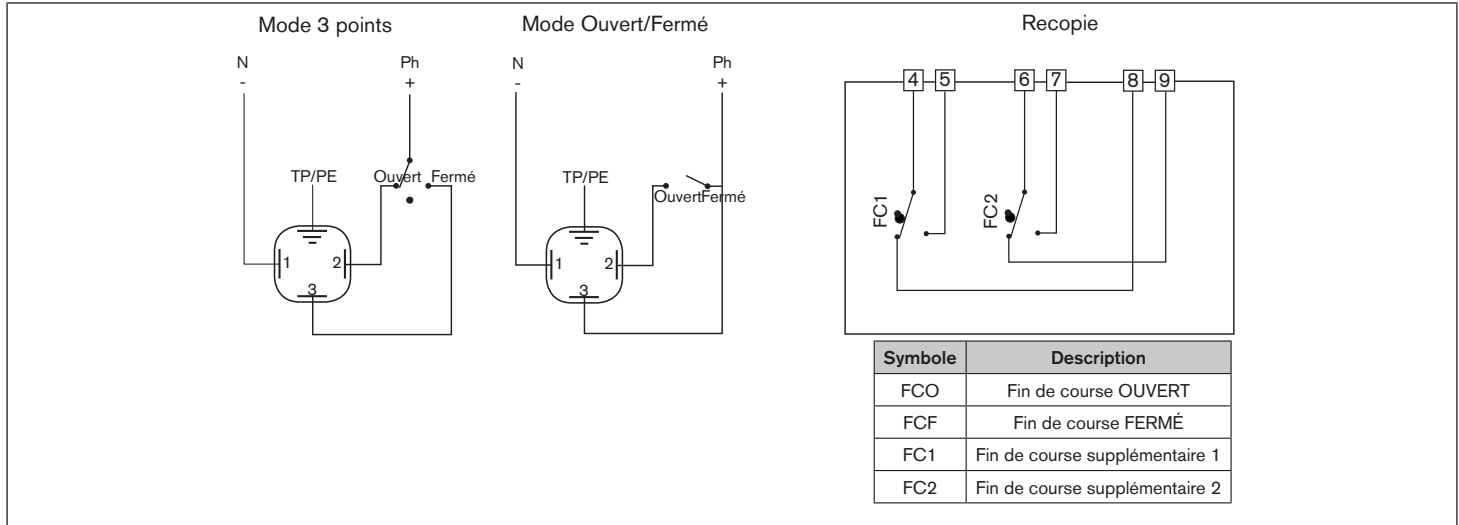 Mode 3 points
Mode Ouvert/Fermé
Recopie
N
Ph
N
Ph
-
+
-
+
4 5 6 7 8 9
TP/PE
Ouvert Fermé
TP/PE
OuvertFermé
FC1
FC2
1 2
3
1 2
3
Symbole Description
FCO Fin de course OUVERT
FCF Fin de course FERMÉ
FC1 Fin de course supplémentaire 1
FC2 Fin de course supplémentaire 2